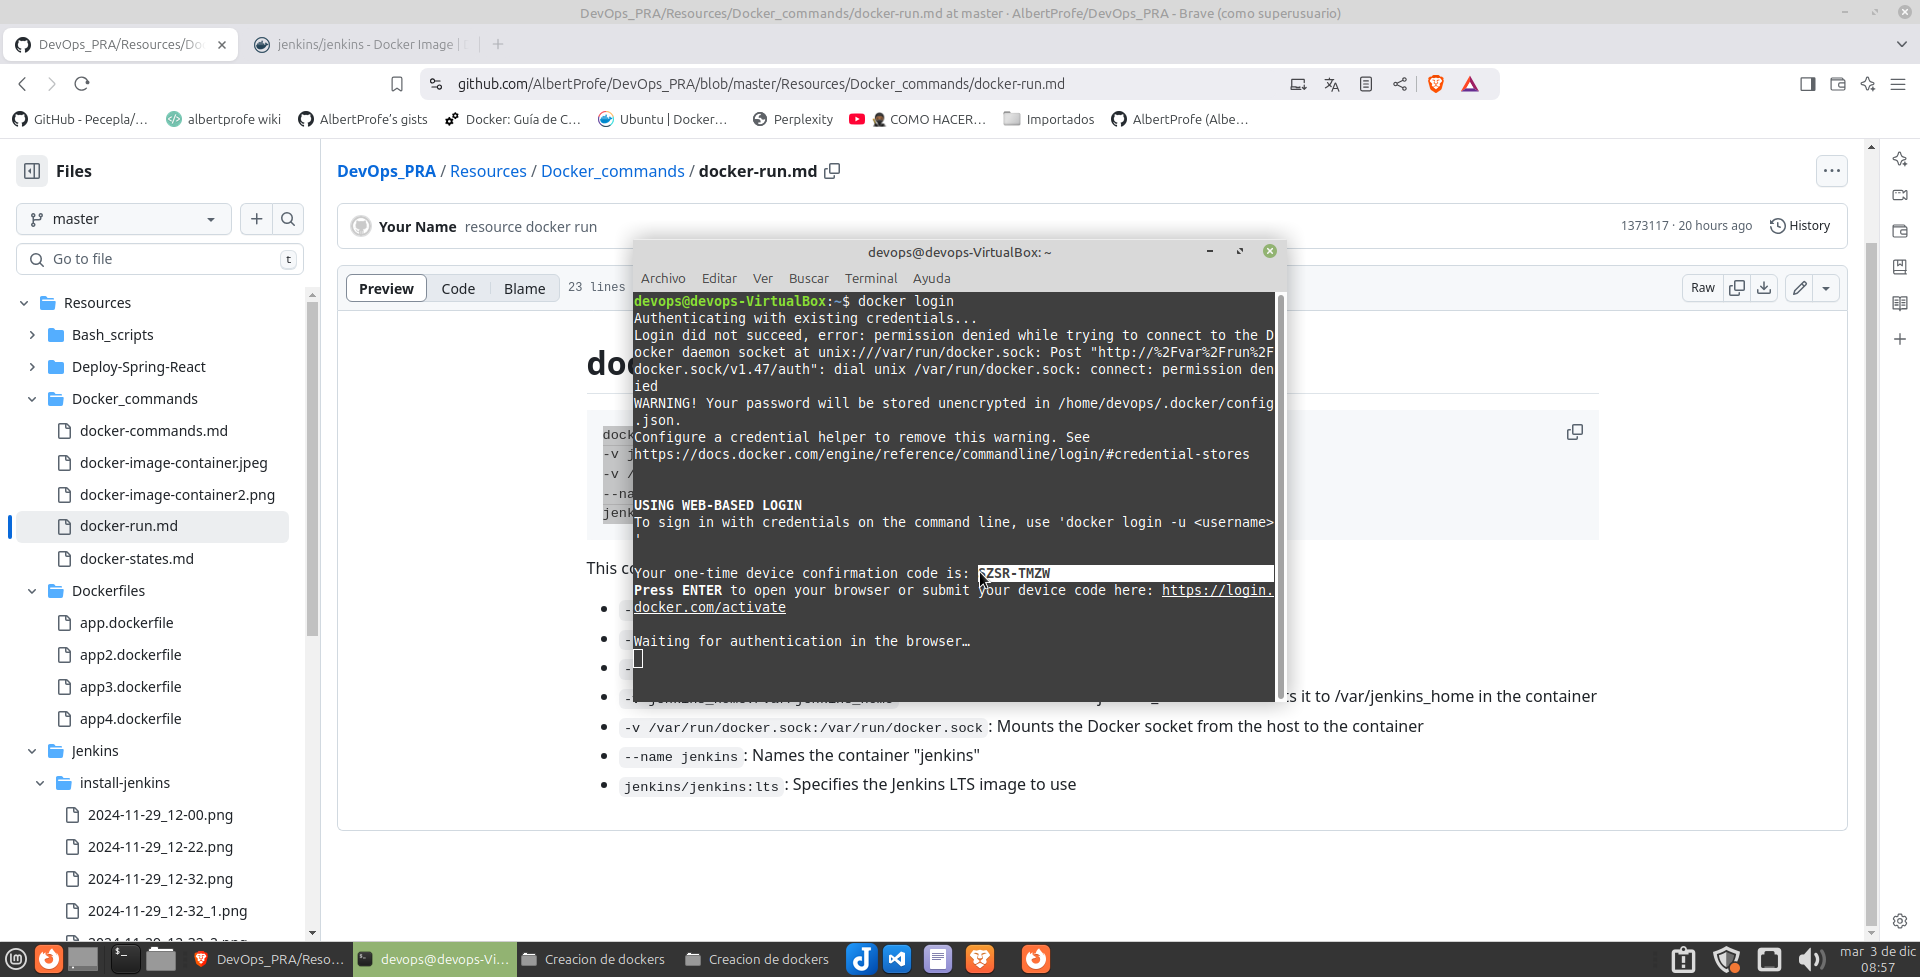 DevOps_PRA/Resources/Docker_commands/docker-run.md at master · AlbertProfe/DevOps_PRA - Brave (como superusuario)
DevOps_PRA/Resources/Do
jenkins/jenkins - Docker Image |
github.com/AlbertProfe/DevOps_PRA/blob/master/Resources/Docker_commands/docker-run.md
GitHub - Pecepla/…
albertprofe wiki
AlbertProfe's gists
Docker: Guía de C…
Ubuntu | Docker…
Perplexity
COMO HACER…
Importados
AlbertProfe (Albe…
Files
master
Go to file
t
Resources
Bash_scripts
Deploy-Spring-React
Docker_commands
docker-commands.md
docker-image-container.jpeg
docker-image-container2.png
docker-run.md
docker-states.md
Dockerfiles
app.dockerfile
app2.dockerfile
app3.dockerfile
app4.dockerfile
Jenkins
install-jenkins
2024-11-29_12-00.png
2024-11-29_12-22.png
2024-11-29_12-32.png
2024-11-29_12-32_1.png
DevOps_PRA / Resources / Docker_commands / docker-run.md
Your Name resource docker run
1373117 · 20 hours ago
History
Preview
Code
Blame
23 lines
Raw
dock
-v j
-v /
--na
jenk
This
devops@devops-VirtualBox: ~
Archivo Editar Ver Buscar Terminal Ayuda
devops@devops-VirtualBox:~$ docker login
Authenticating with existing credentials...
Login did not succeed, error: permission denied while trying to connect to the D
ocker daemon socket at unix:///var/run/docker.sock: Post "http://%2Fvar%2Frun%2F
docker.sock/v1.47/auth": dial unix /var/run/docker.sock: connect: permission den
ied
WARNING! Your password will be stored unencrypted in /home/devops/.docker/config
.json.
Configure a credential helper to remove this warning. See
https://docs.docker.com/engine/reference/commandline/login/#credential-stores
USING WEB-BASED LOGIN
To sign in with credentials on the command line, use 'docker login -u <username>
'
Your one-time device confirmation code is:
Press ENTER to open your browser or submit your device code here: https://login.
docker.com/activate
Waiting for authentication in the browser…
ts it to /var/jenkins_home in the container
-v /var/run/docker.sock:/var/run/docker.sock : Mounts the Docker socket from the host to the container
--name jenkins : Names the container "jenkins"
jenkins/jenkins:lts : Specifies the Jenkins LTS image to use
DevOps_PRA/Reso…
devops@devops-Vi…
Creacion de dockers
Creacion de dockers
mar 3 de dic
08:57